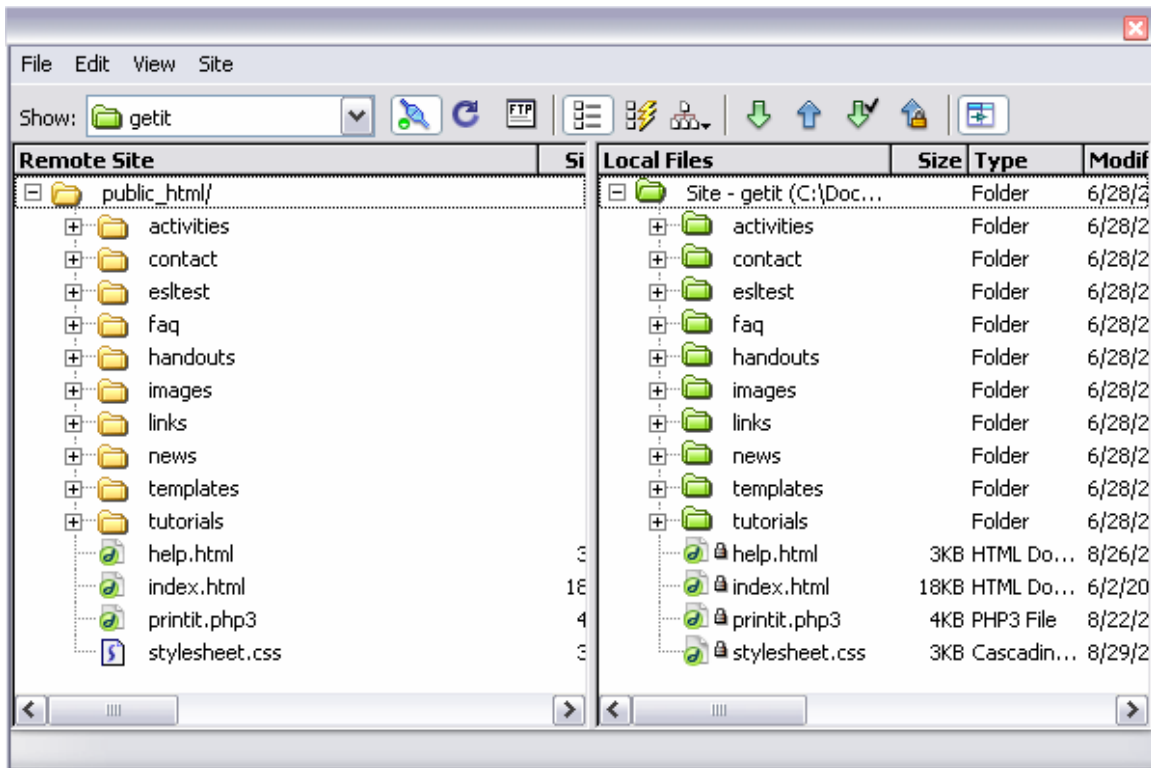 File Edit View Site
Show: getit FTP
Remote Site Si
public_html/
activities
contact
esltest
faq
handouts
images
links
news
templates
tutorials
help.html 3
index.html 18
printit.php3 4
stylesheet.css 3
Local Files Size Type Modif
Site - getit (C:\Doc... Folder 6/28/2
activities Folder 6/28/2
contact Folder 6/28/2
esltest Folder 6/28/2
faq Folder 6/28/2
handouts Folder 6/28/2
images Folder 6/28/2
links Folder 6/28/2
news Folder 6/28/2
templates Folder 6/28/2
tutorials Folder 6/28/2
help.html 3KB HTML Do... 8/26/2
index.html 18KB HTML Do... 6/2/20
printit.php3 4KB PHP3 File 8/22/2
stylesheet.css 3KB Cascadin... 8/29/2